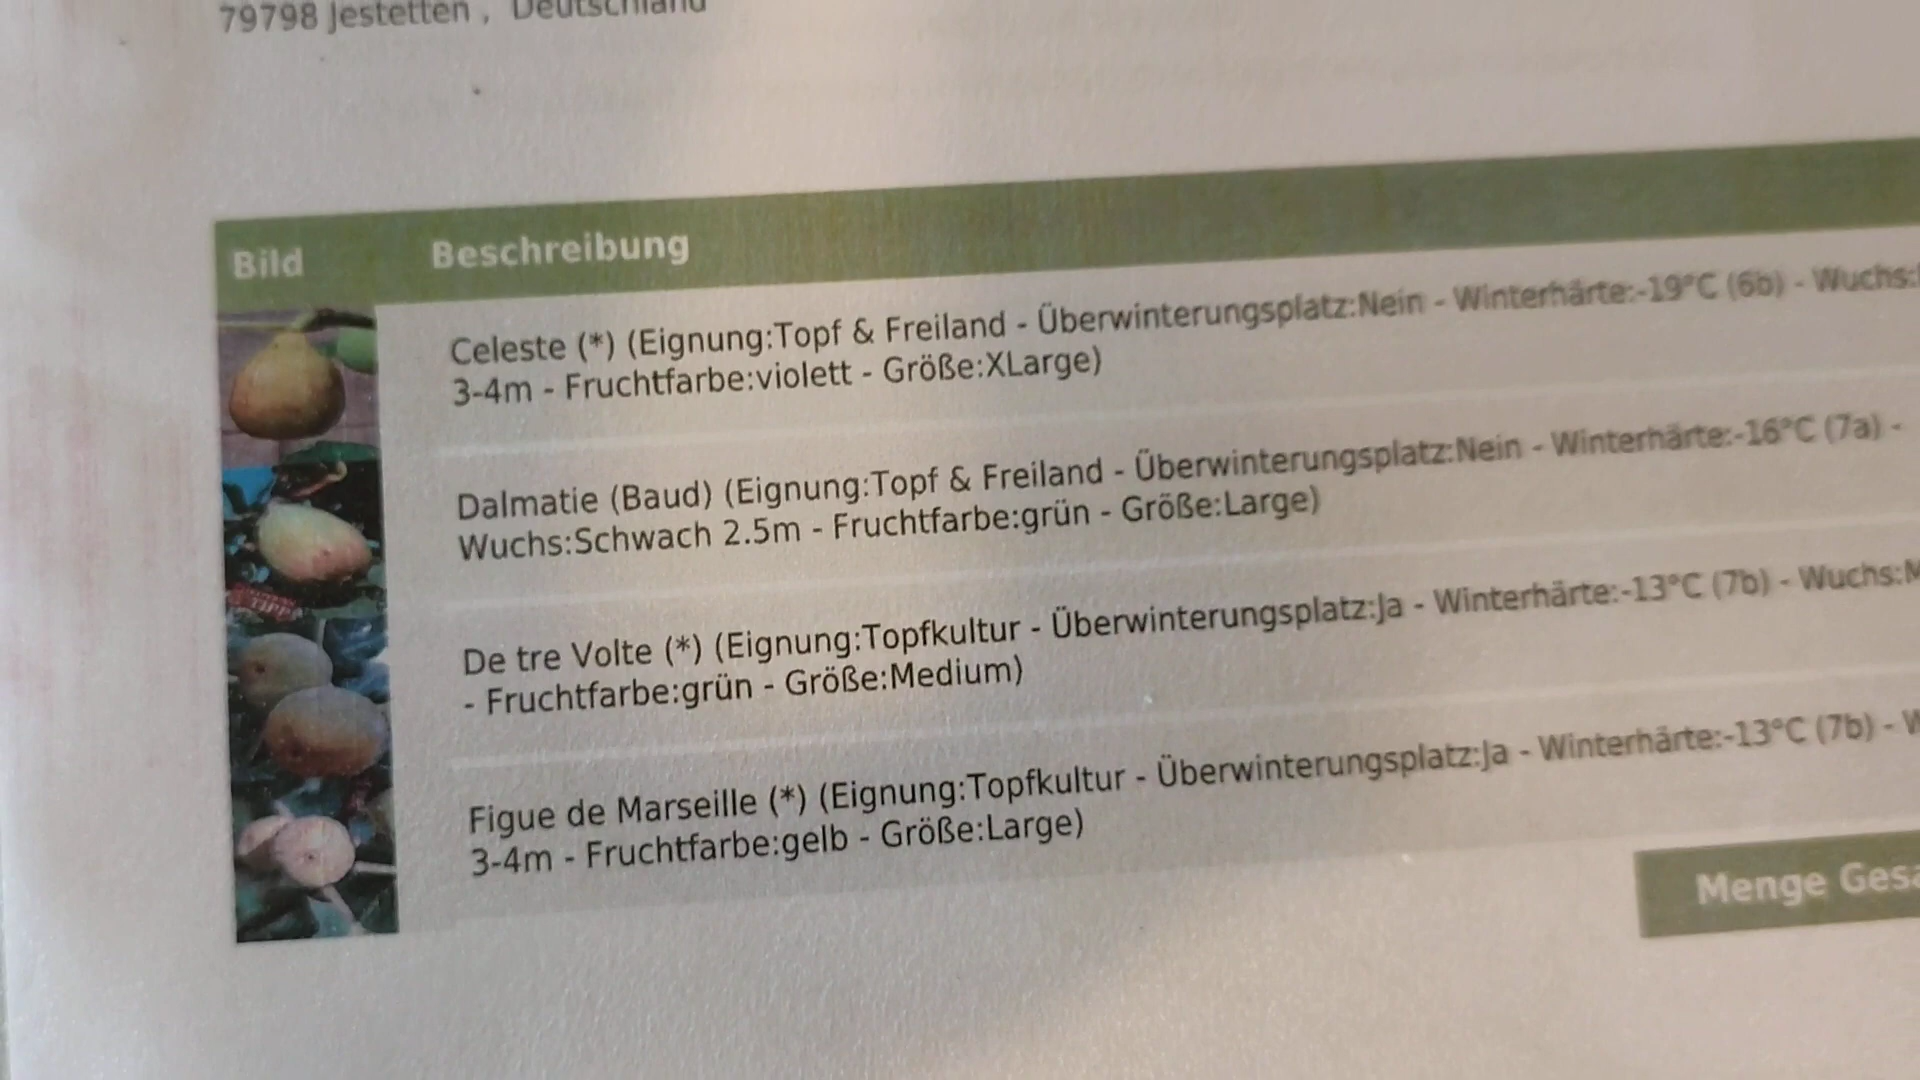 79798 Jestetten , Deutschland
Bild Beschreibung
Celeste (*) (Eignung:Topf & Freiland - Überwinterungsplatz:Nein - Winterhärte:-19°C (6b) - Wuchs:
3-4m - Fruchtfarbe:violett - Größe:XLarge)
Dalmatie (Baud) (Eignung:Topf & Freiland - Überwinterungsplatz:Nein - Winterhärte:-16°C (7a) -
Wuchs:Schwach 2.5m - Fruchtfarbe:grün - Größe:Large)
De tre Volte (*) (Eignung:Topfkultur - Überwinterungsplatz:Ja - Winterhärte:-13°C (7b) - Wuchs:M
- Fruchtfarbe:grün - Größe:Medium)
Figue de Marseille (*) (Eignung:Topfkultur - Überwinterungsplatz:Ja - Winterhärte:-13°C (7b) - W
3-4m - Fruchtfarbe:gelb - Größe:Large)
Menge Gesa